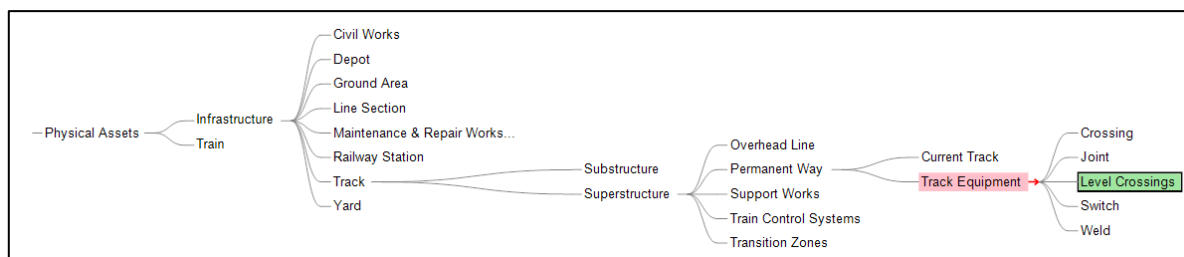 Physical Assets
Infrastructure
Train
Civil Works
Depot
Ground Area
Line Section
Maintenance & Repair Works...
Railway Station
Track
Yard
Substructure
Superstructure
Overhead Line
Permanent Way
Support Works
Train Control Systems
Transition Zones
Current Track
Track Equipment
Crossing
Joint
Level Crossings
Switch
Weld